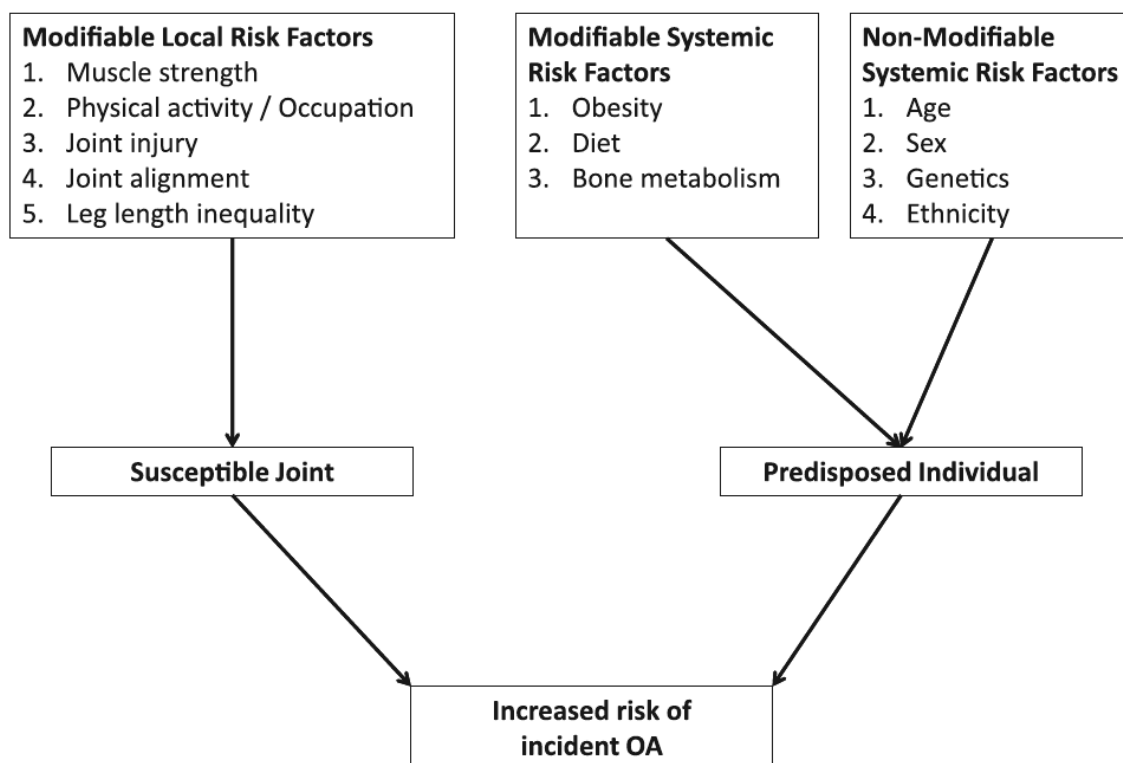 Modifiable Local Risk Factors
1. Muscle strength
2. Physical activity / Occupation
3. Joint injury
4. Joint alignment
5. Leg length inequality
Modifiable Systemic
Risk Factors
1. Obesity
2. Diet
3. Bone metabolism
Non-Modifiable
Systemic Risk Factors
1. Age
2. Sex
3. Genetics
4. Ethnicity
Susceptible Joint
Predisposed Individual
Increased risk of
incident OA